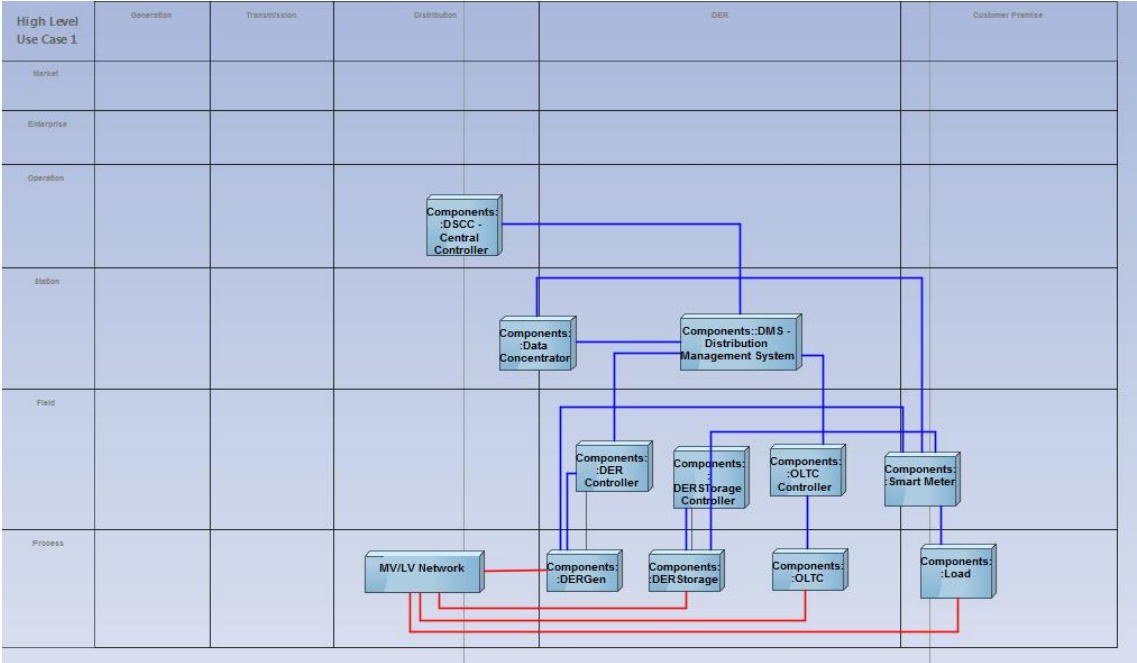 High Level
Use Case 1
Generation
Transmission
Distribution
DER
Customer Premise
Market
Enterprise
Operation
Components:
:DSCC -
Central
Controller
Station
Components:
:Data
Concentrator
Components::DMS -
Distribution
Management System
Field
Components:
:DER
Controller
Components:
:
DERSTorage
Controller
Components:
:OLTC
Controller
Components:
:Smart Meter
Process
MV/LV Network
Components:
:DERGen
Components:
:DERStorage
Components:
:OLTC
Components:
:Load